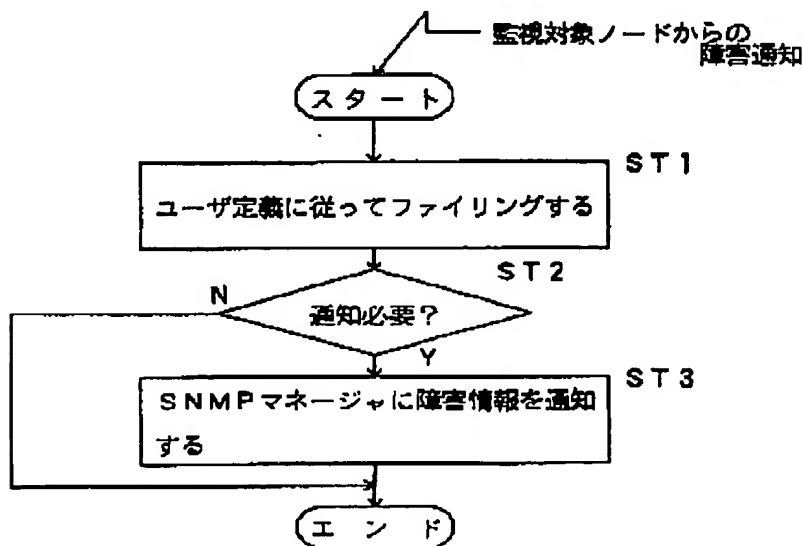 監視対象ノードからの
障害通知
スタート
ST1
ユーザ定義に従ってファイリングする
ST2
N
通知必要?
Y
ST3
SNMPマネージャに障害情報を通知
する
エンド